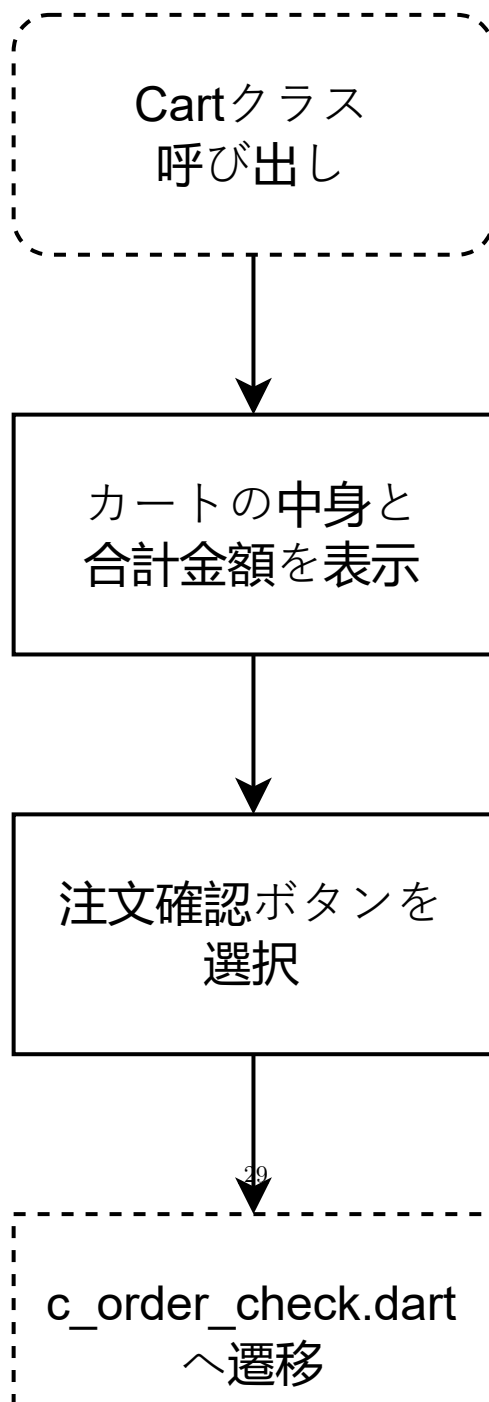 Cartクラス
呼び出し
カートの中身と
合計金額を表示
注文確認ボタンを
選択
29
c_order_check.dart
へ遷移